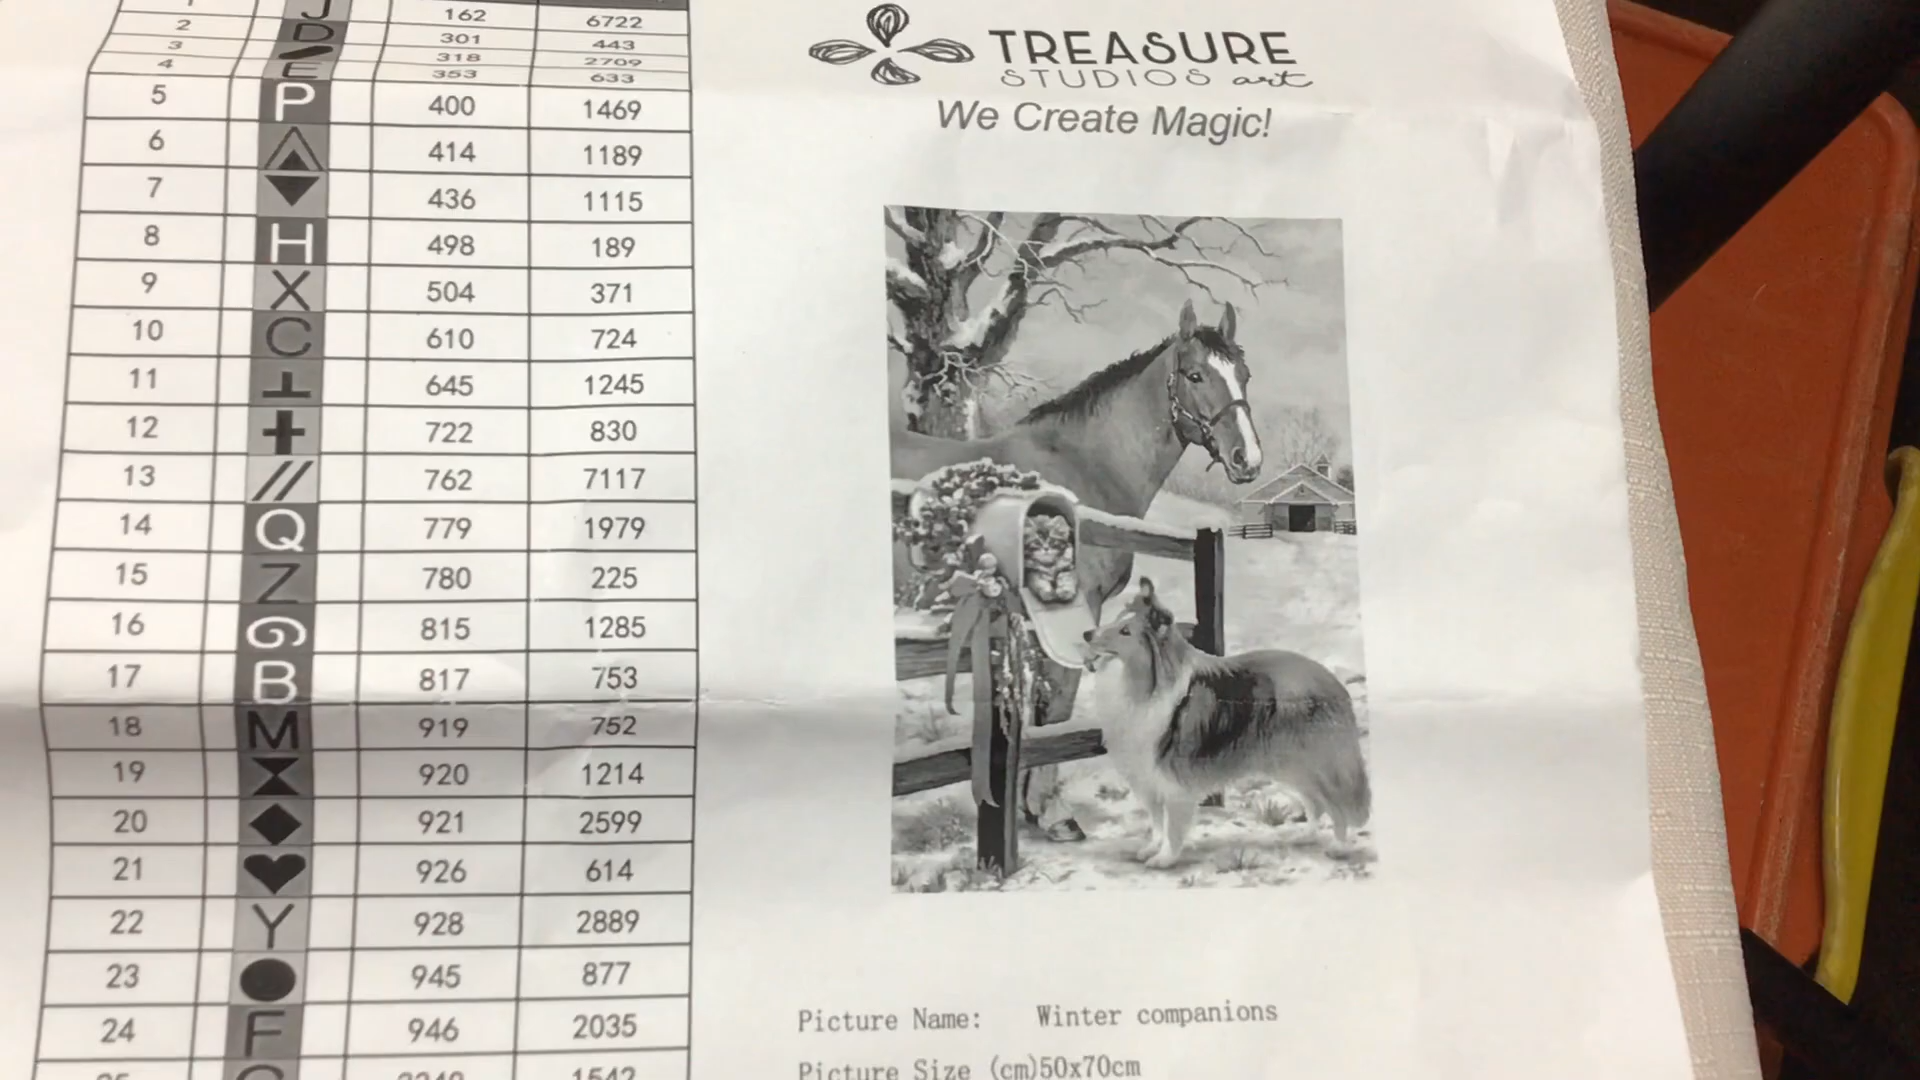 1 J 162 6722
2 D 301 443
3 318 2709
4 E 353 633
5 P 400 1469
6 414 1189
7 436 1115
8 H 498 189
9 X 504 371
10 C 610 724
11 ⊥ 645 1245
12 + 722 830
13 // 762 7117
14 Q 779 1979
15 Z 780 225
16 815 1285
17 B 817 753
18 M 919 752
19 920 1214
20 ◆ 921 2599
21 ♥ 926 614
22 Y 928 2889
23 ● 945 877
24 F 946 2035
1542
TREASURE
STUDIOS art
We Create Magic!
Picture Name: Winter companions
Picture Size (cm)50x70cm